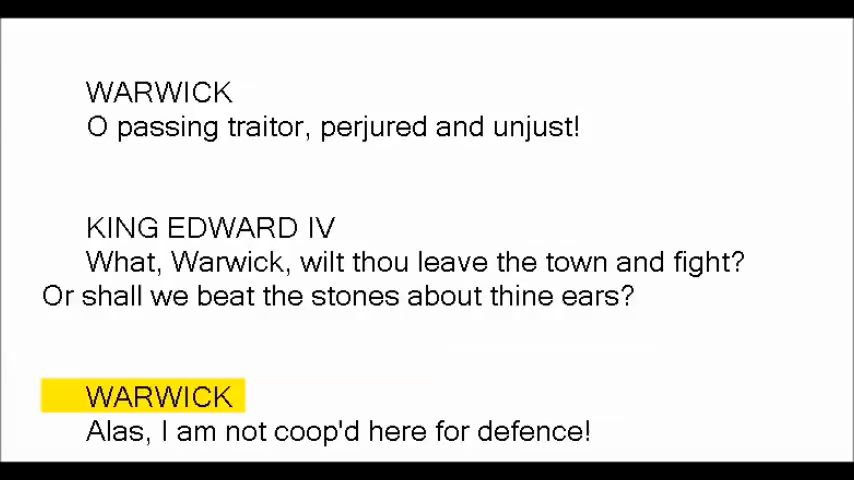 WARWICK
O passing traitor, perjured and unjust!
KING EDWARD IV
What, Warwick, wilt thou leave the town and fight?
Or shall we beat the stones about thine ears?
WARWICK
Alas, I am not coop'd here for defence!